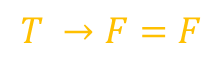 T → F = F